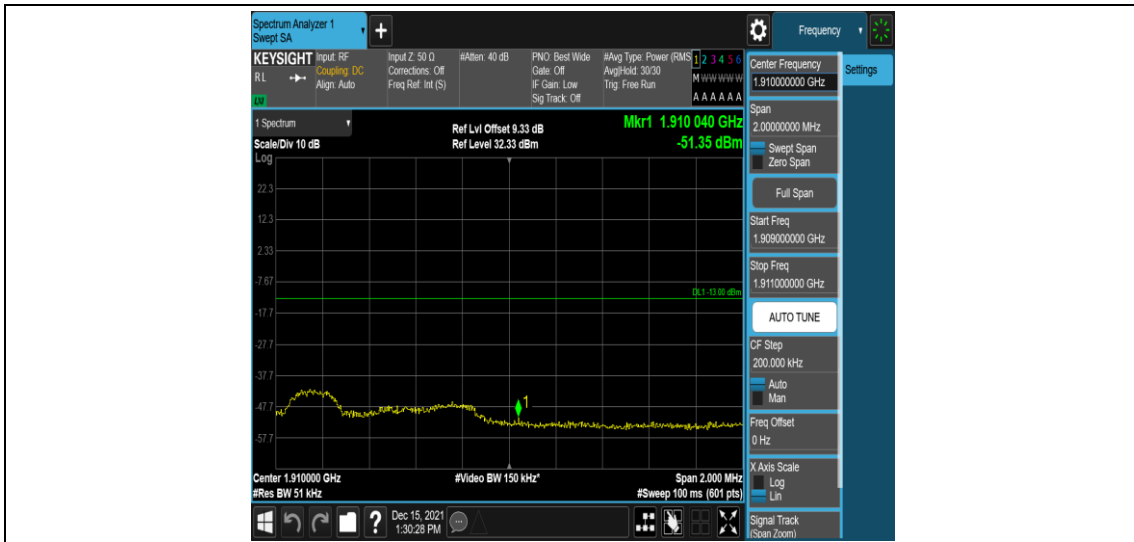 Spectrum Analyzer 1
Swept SA
+
Frequency
KEYSIGHT
RL
LXI
Input: RF
Coupling: DC
Align: Auto
Input Z: 50 Ω
Corrections: Off
Freq Ref: Int (S)
#Atten: 40 dB
PNO: Best Wide
Gate: Off
IF Gain: Low
Sig Track: Off
#Avg Type: Power (RMS
Avg|Hold: 30/30
Trig: Free Run
1 2 3 4 5 6
M W W W W W
A A A A A A
1 Spectrum
Scale/Div 10 dB
Log
Ref Lvl Offset 9.33 dB
Ref Level 32.33 dBm
Mkr1 1.910 040 GHz
-51.35 dBm
22.3
12.3
2.33
-7.67
DL1 -13.00 dBm
-17.7
-27.7
-37.7
-47.7
1
-57.7
Center 1.910000 GHz
#Res BW 51 kHz
#Video BW 150 kHz*
Span 2.000 MHz
#Sweep 100 ms (601 pts)
Center Frequency
1.910000000 GHz
Settings
Span
2.00000000 MHz
Swept Span
Zero Span
Full Span
Start Freq
1.909000000 GHz
Stop Freq
1.911000000 GHz
AUTO TUNE
CF Step
200.000 kHz
Auto
Man
Freq Offset
0 Hz
X Axis Scale
Log
Lin
Signal Track
(Span Zoom)
?
Dec 15, 2021
1:30:28 PM